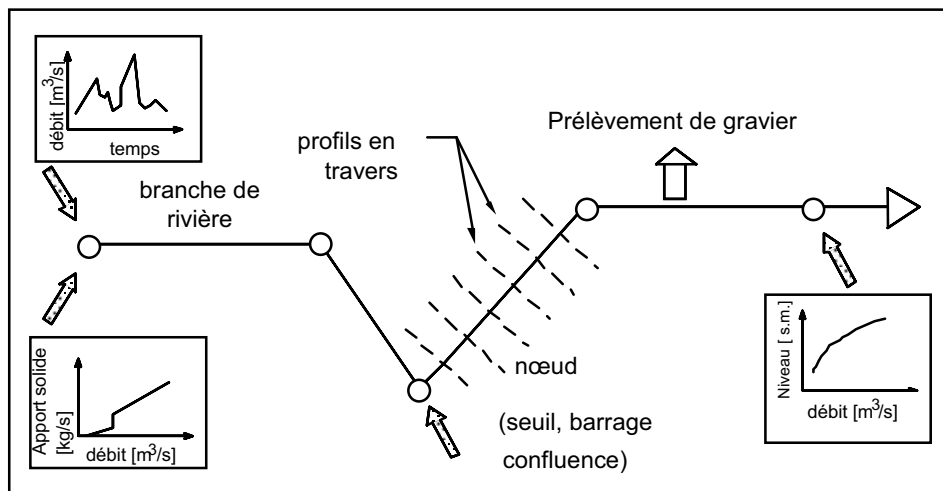 débit [m³/s]
temps
branche de
rivière
profils en
travers
Prélèvement de gravier
Apport solide
[kg/s]
débit [m³/s]
nœud
(seuil, barrage
confluence)
Niveau [ s.m.]
débit [m³/s]